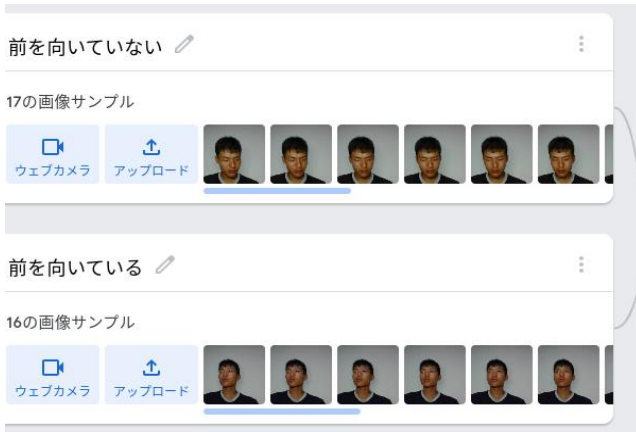 前を向いていない
17の画像サンプル
ウェブカメラ
アップロード
前を向いている
16の画像サンプル
ウェブカメラ
アップロード